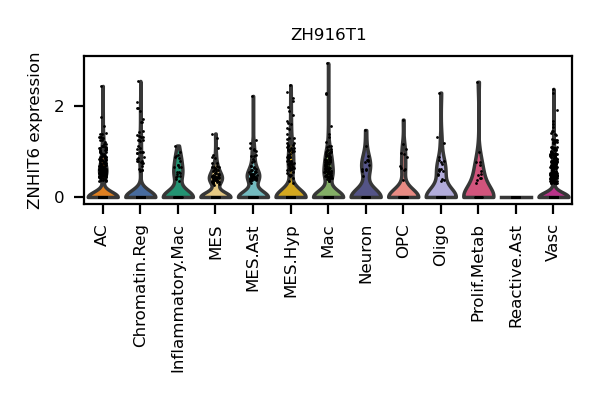 ZH916T1
ZNHIT6 expression
2
0
AC
Chromatin.Reg
Inflammatory.Mac
MES
MES.Ast
MES.Hyp
Mac
Neuron
OPC
Oligo
Prolif.Metab
Reactive.Ast
Vasc